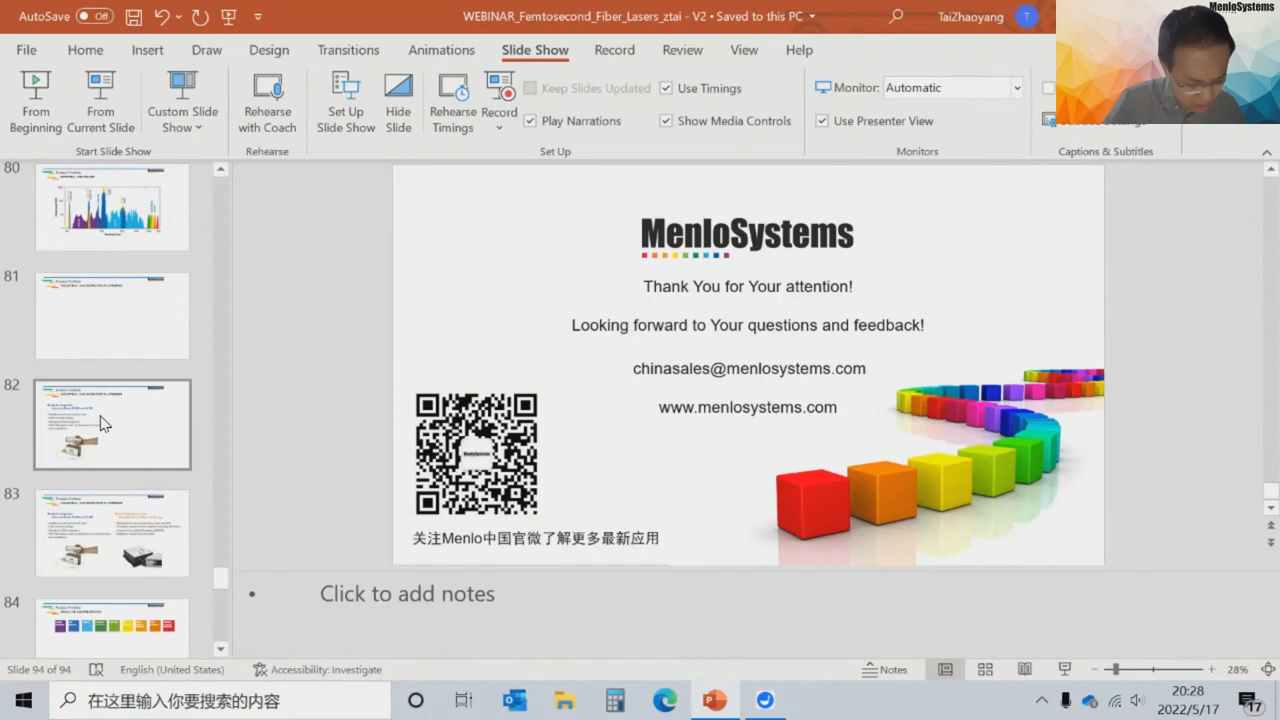 AutoSave Off WEBINAR_Femtosecond_Fiber_Lasers_ztai - V2 • Saved to this PC TaiZhaoyang T
MenloSystems
File Home Insert Draw Design Transitions Animations Slide Show Record Review View Help
From Beginning
From Current Slide
Custom Slide Show
Rehearse with Coach
Set Up Slide Show
Hide Slide
Rehearse Timings
Record
Keep Slides Updated
Use Timings
Play Narrations
Show Media Controls
Monitor: Automatic
Use Presenter View
Start Slide Show
Rehearse
Set Up
Monitors
Captions & Subtitles
80
81
82
83
84
MenloSystems
Thank You for Your attention!
Looking forward to Your questions and feedback!
chinasales@menlosystems.com
www.menlosystems.com
关注Menlo中国官微了解更多最新应用
• Click to add notes
Slide 94 of 94 English (United States) Accessibility: Investigate Notes 28%
在这里输入你要搜索的内容
20:28
2022/5/17
17